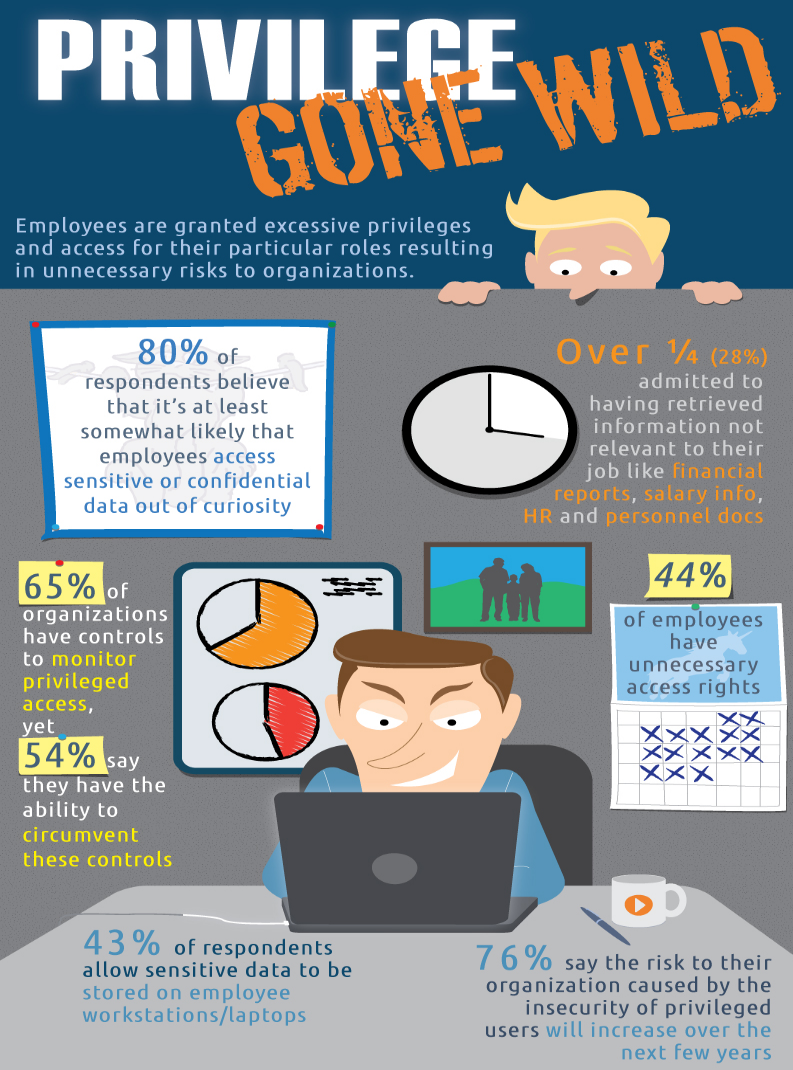 PRIVILEGE
GONE WILD
Employees are granted excessive privileges
and access for their particular roles resulting
in unnecessary risks to organizations.
80% of
respondents believe
that it's at least
somewhat likely that
employees access
sensitive or confidential
data out of curiosity
Over ¼ (28%)
admitted to
having retrieved
information not
relevant to their
job like financial
reports, salary info,
HR and personnel docs
65% of
organizations
have controls
to monitor
privileged
access,
yet
54% say
they have the
ability to
circumvent
these controls
44%
of employees
have
unnecessary
access rights
43% of respondents
allow sensitive data to be
stored on employee
workstations/laptops
76% say the risk to their
organization caused by the
insecurity of privileged
users will increase over the
next few years